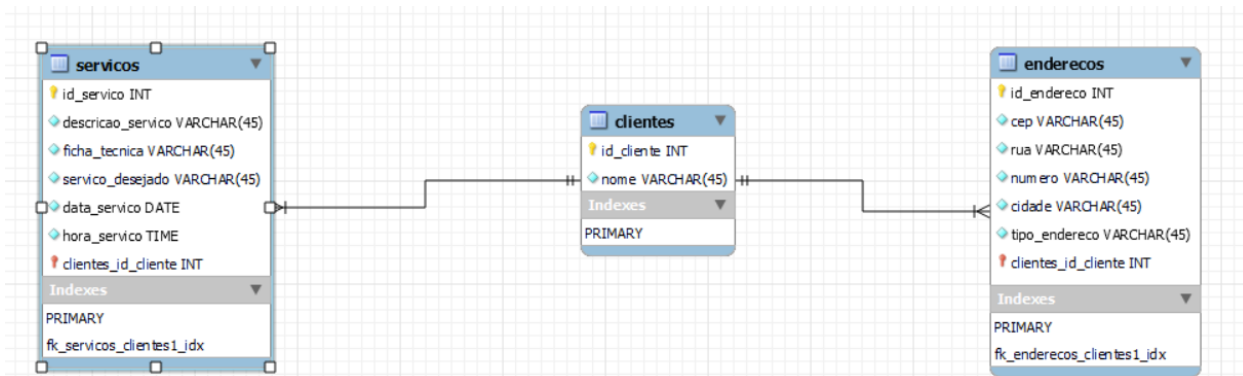 servicos
id_servico INT
descricao_servico VARCHAR(45)
ficha_tecnica VARCHAR(45)
servico_desejado VARCHAR(45)
data_servico DATE
hora_servico TIME
clientes_id_cliente INT
Indexes
PRIMARY
fk_servicos_clientes1_idx
clientes
id_cliente INT
nome VARCHAR(45)
Indexes
PRIMARY
enderecos
id_endereco INT
cep VARCHAR(45)
rua VARCHAR(45)
numero VARCHAR(45)
cidade VARCHAR(45)
tipo_endereco VARCHAR(45)
clientes_id_cliente INT
Indexes
PRIMARY
fk_enderecos_clientes1_idx